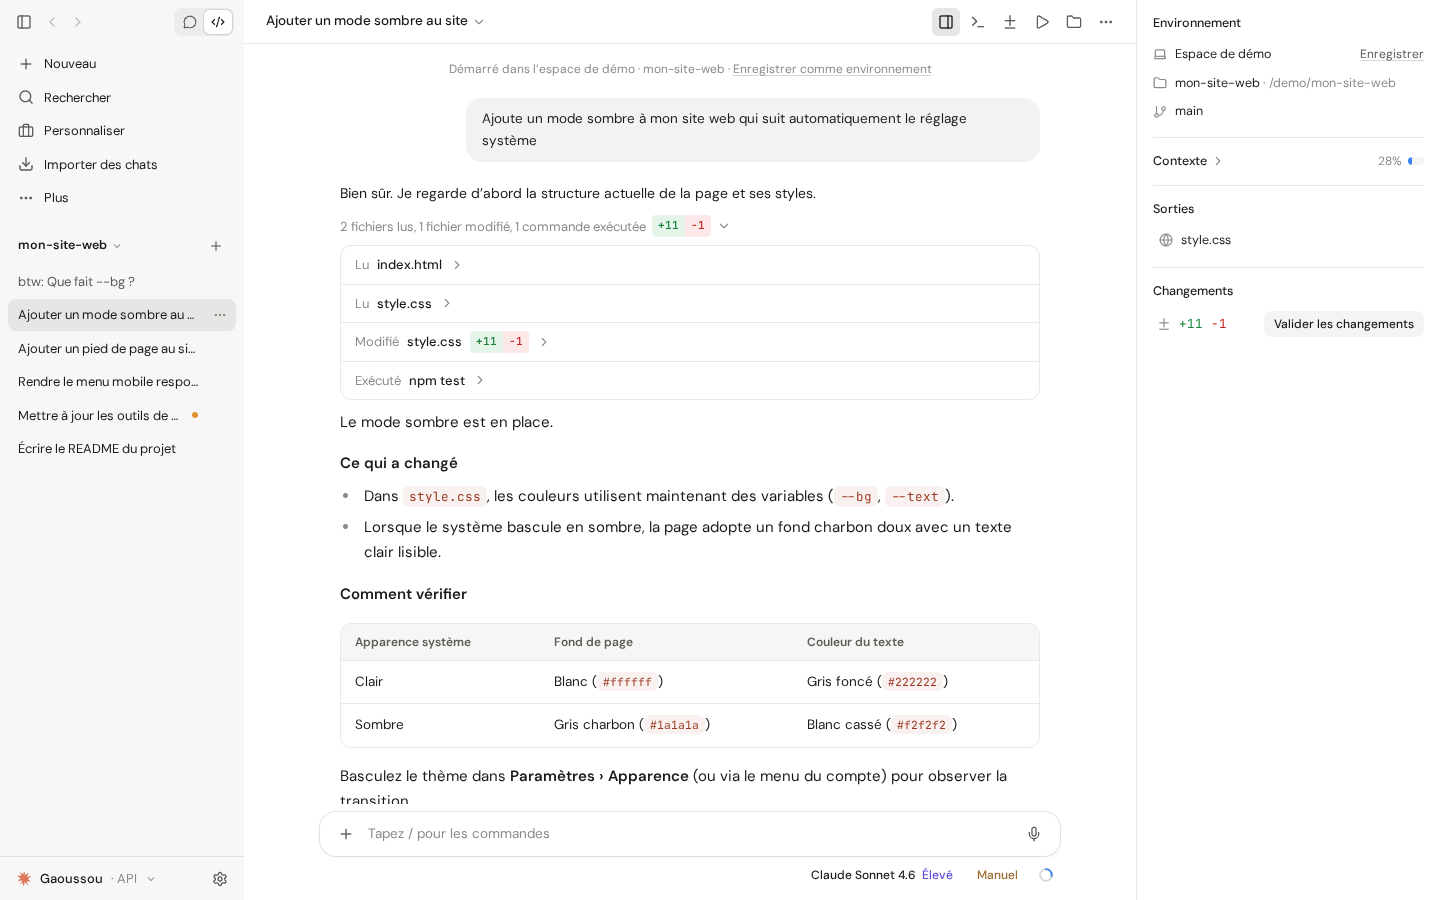 Nouveau
Rechercher
Personnaliser
Importer des chats
Plus
mon-site-web
btw: Que fait --bg ?
Ajouter un mode sombre au ...
Ajouter un pied de page au si...
Rendre le menu mobile respo...
Mettre à jour les outils de ...
Écrire le README du projet
Gaoussou · API
Ajouter un mode sombre au site
Démarré dans l'espace de démo · mon-site-web · Enregistrer comme environnement
Ajoute un mode sombre à mon site web qui suit automatiquement le réglage
système
Bien sûr. Je regarde d'abord la structure actuelle de la page et ses styles.
2 fichiers lus, 1 fichier modifié, 1 commande exécutée +11 -1
Lu index.html
Lu style.css
Modifié style.css +11 -1
Exécuté npm test
Le mode sombre est en place.
Ce qui a changé
• Dans style.css, les couleurs utilisent maintenant des variables (--bg, --text).
• Lorsque le système bascule en sombre, la page adopte un fond charbon doux avec un texte
clair lisible.
Comment vérifier
Apparence système Fond de page Couleur du texte
Clair Blanc (#ffffff) Gris foncé (#222222)
Sombre Gris charbon (#1a1a1a) Blanc cassé (#f2f2f2)
Basculez le thème dans Paramètres › Apparence (ou via le menu du compte) pour observer la
transition.
Tapez / pour les commandes
Claude Sonnet 4.6 Élevé Manuel
Environnement
Espace de démo Enregistrer
mon-site-web · /demo/mon-site-web
main
Contexte 28%
Sorties
style.css
Changements
+11 -1 Valider les changements